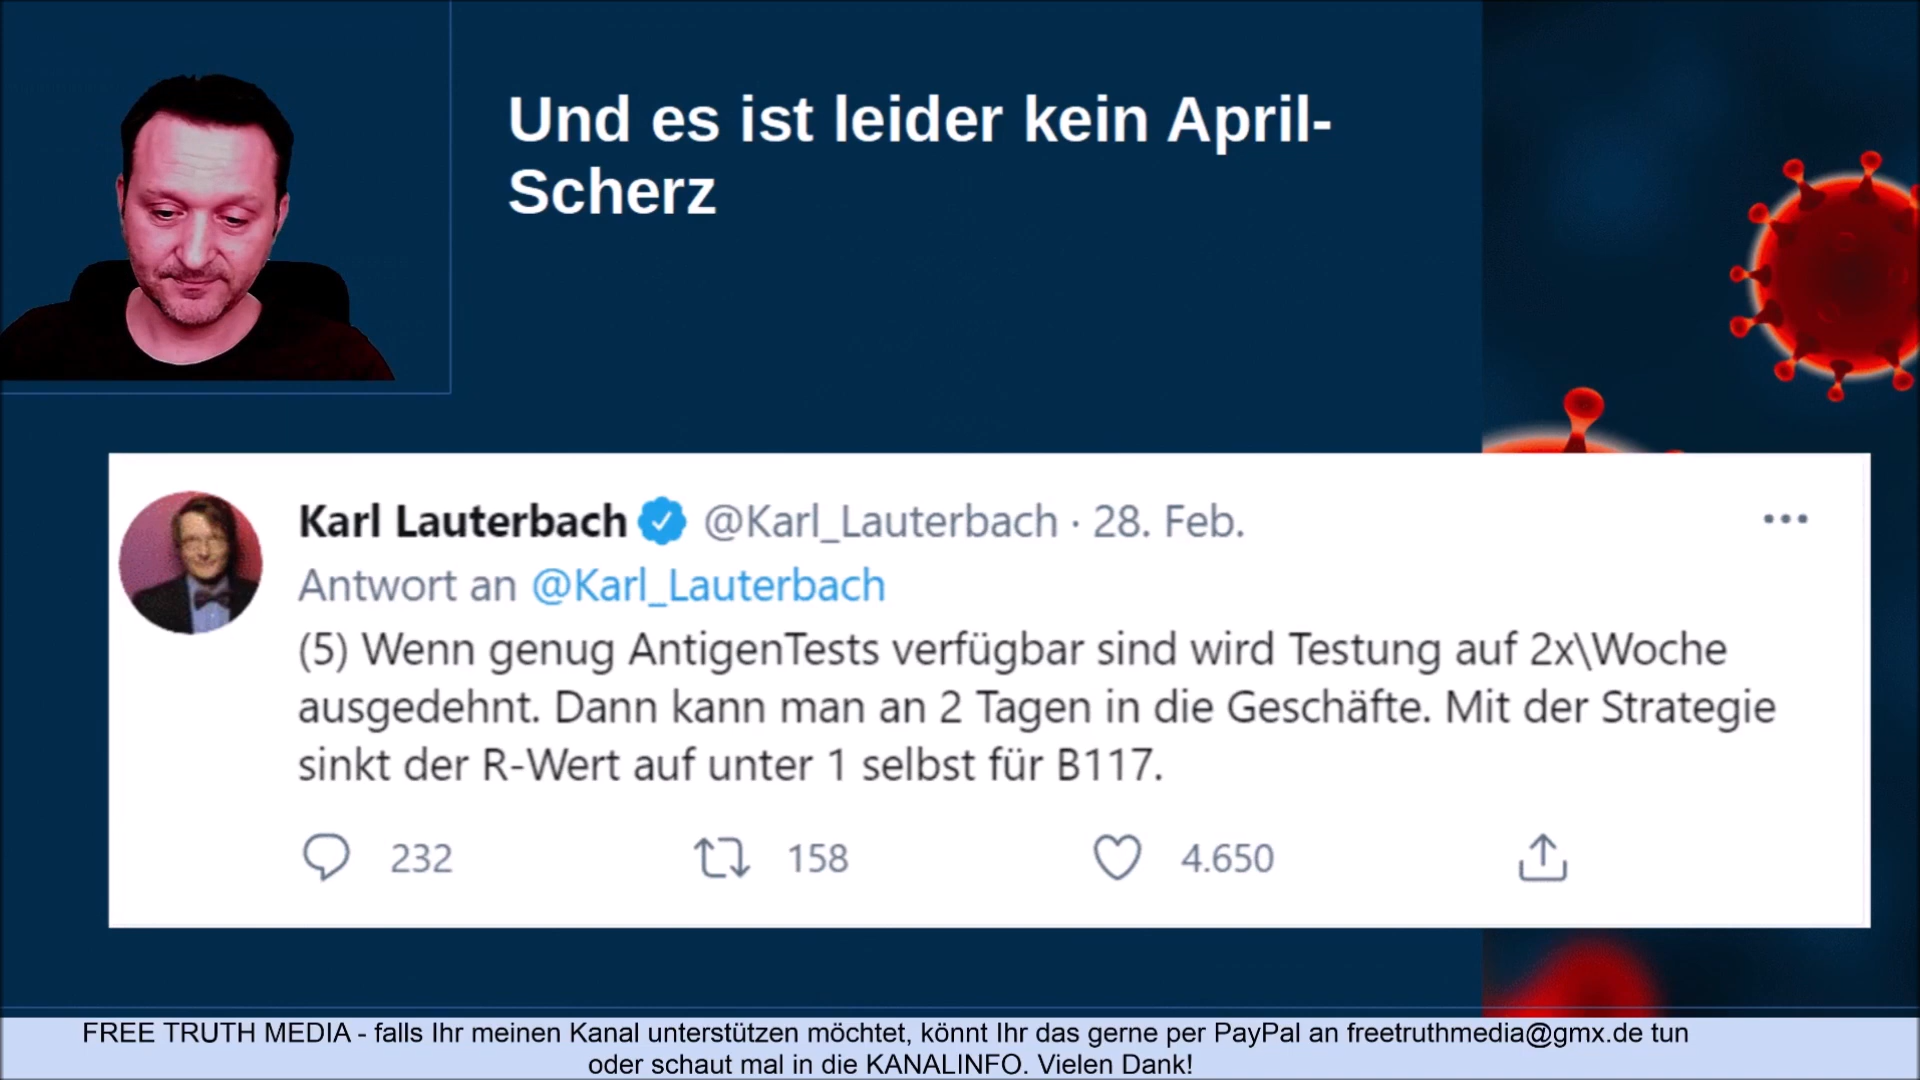 Und es ist leider kein April-
Scherz
Karl Lauterbach @Karl_Lauterbach · 28. Feb.
Antwort an @Karl_Lauterbach
(5) Wenn genug AntigenTests verfügbar sind wird Testung auf 2x\Woche
ausgedehnt. Dann kann man an 2 Tagen in die Geschäfte. Mit der Strategie
sinkt der R-Wert auf unter 1 selbst für B117.
232 158 4.650
FREE TRUTH MEDIA - falls Ihr meinen Kanal unterstützen möchtet, könnt Ihr das gerne per PayPal an freetruthmedia@gmx.de tun
oder schaut mal in die KANALINFO. Vielen Dank!